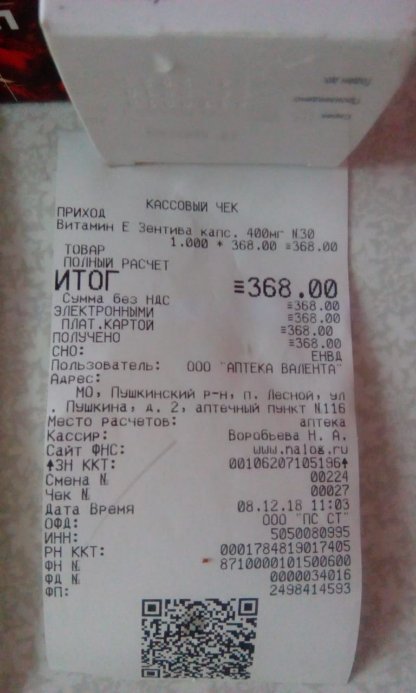 КАССОВЫЙ ЧЕК
ПРИХОД
Витамин Е Зентива капс. 400мг N30
1.000 * 368.00 ≡368.00
ТОВАР
ПОЛНЫЙ РАСЧЕТ
ИТОГ ≡368.00
Сумма без НДС ≡368.00
ЭЛЕКТРОННЫМИ ≡368.00
ПЛАТ.КАРТОЙ ≡368.00
ПОЛУЧЕНО ≡368.00
СНО: ЕНВД
Пользователь: ООО "АПТЕКА ВАЛЕНТА"
Адрес:
МО, Пушкинский р-н, п. Лесной, ул
. Пушкина, д. 2, аптечный пункт N116
Место расчетов: аптека
Кассир: Воробьева Н. А.
Сайт ФНС: www.nalog.ru
↑ЗН ККТ: 00106207105196↑
Смена № 00224
Чек № 00027
Дата Время 08.12.18 11:03
ОФД: ООО "ПС СТ"
ИНН: 5050080995
РН ККТ: 0001784819017405
ФН № 8710000101500600
ФД № 0000034016
ФП: 2498414593